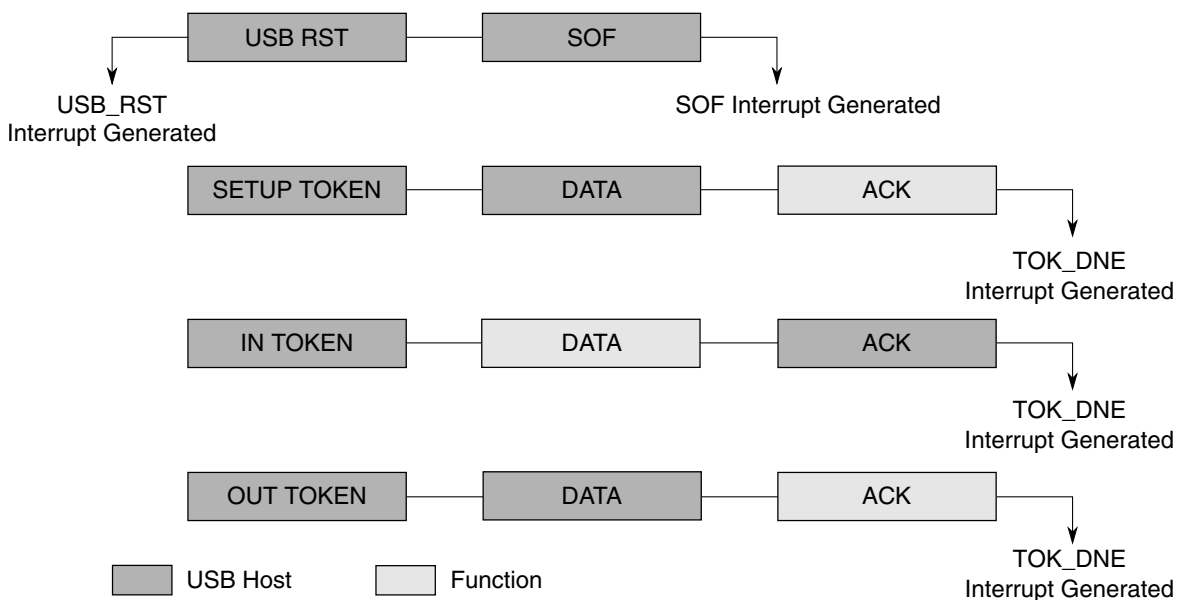 USB RST
SOF
USB_RST
Interrupt Generated
SOF Interrupt Generated
SETUP TOKEN
DATA
ACK
TOK_DNE
Interrupt Generated
IN TOKEN
DATA
ACK
TOK_DNE
Interrupt Generated
OUT TOKEN
DATA
ACK
TOK_DNE
Interrupt Generated
USB Host
Function